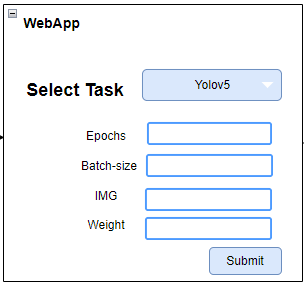 WebApp
Select Task Yolov5
Epochs
Batch-size
IMG
Weight
Submit